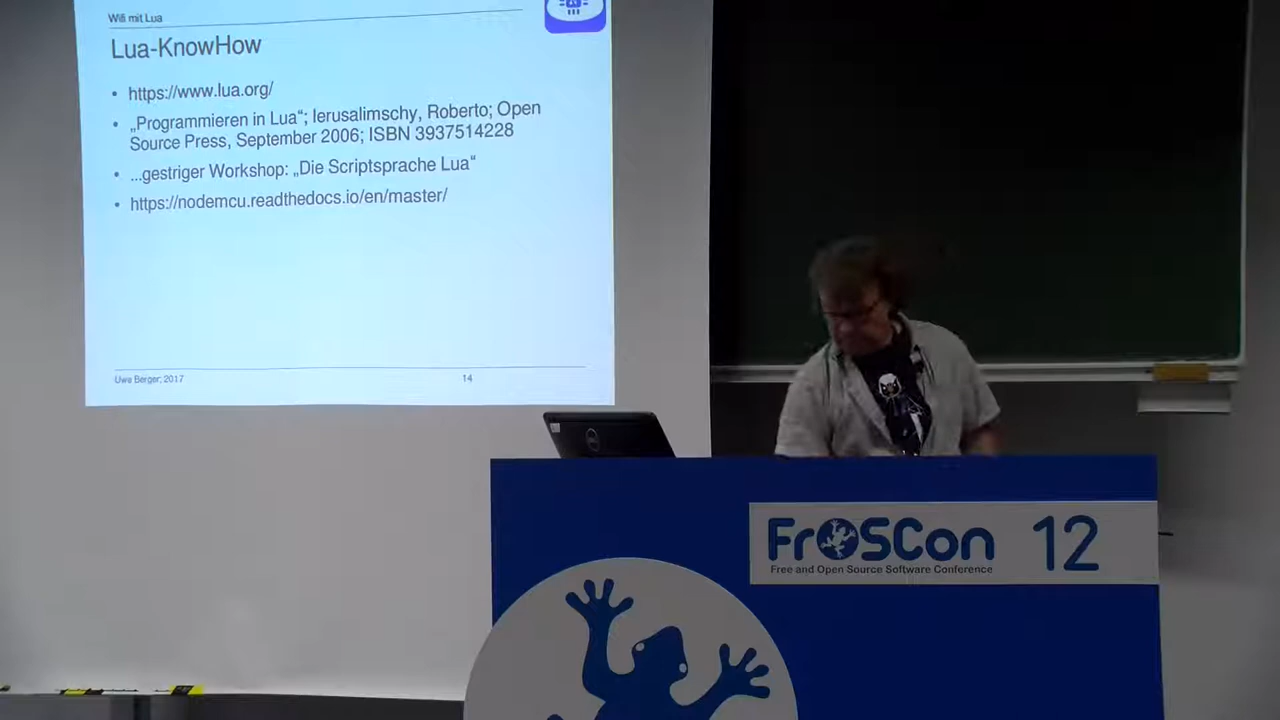 Wifi mit Lua
Lua-KnowHow
• https://www.lua.org/
• „Programmieren in Lua“; Ierusalimschy, Roberto; Open
Source Press, September 2006; ISBN 3937514228
• ...gestriger Workshop: „Die Scriptsprache Lua“
• https://nodemcu.readthedocs.io/en/master/
Uwe Berger; 2017
14
FrOSCon 12
Free and Open Source Software Conference